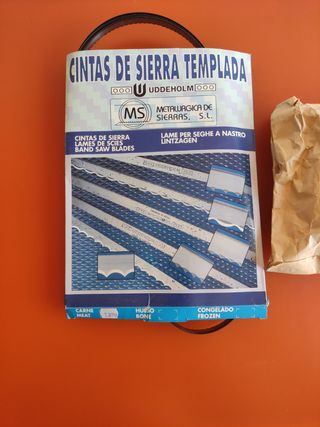 CINTAS DE SIERRA TEMPLADA
UDDEHOLM
MS METALURGICA DE
SIERRAS, S.L.
CINTAS DE SIERRA
LAMES DE SCIES
BAND SAW BLADES
LAME PER SEGHE A NASTRO
LINTZAGEN
CARNE
MEAT
HUESO
BONE
CONGELADO
FROZEN